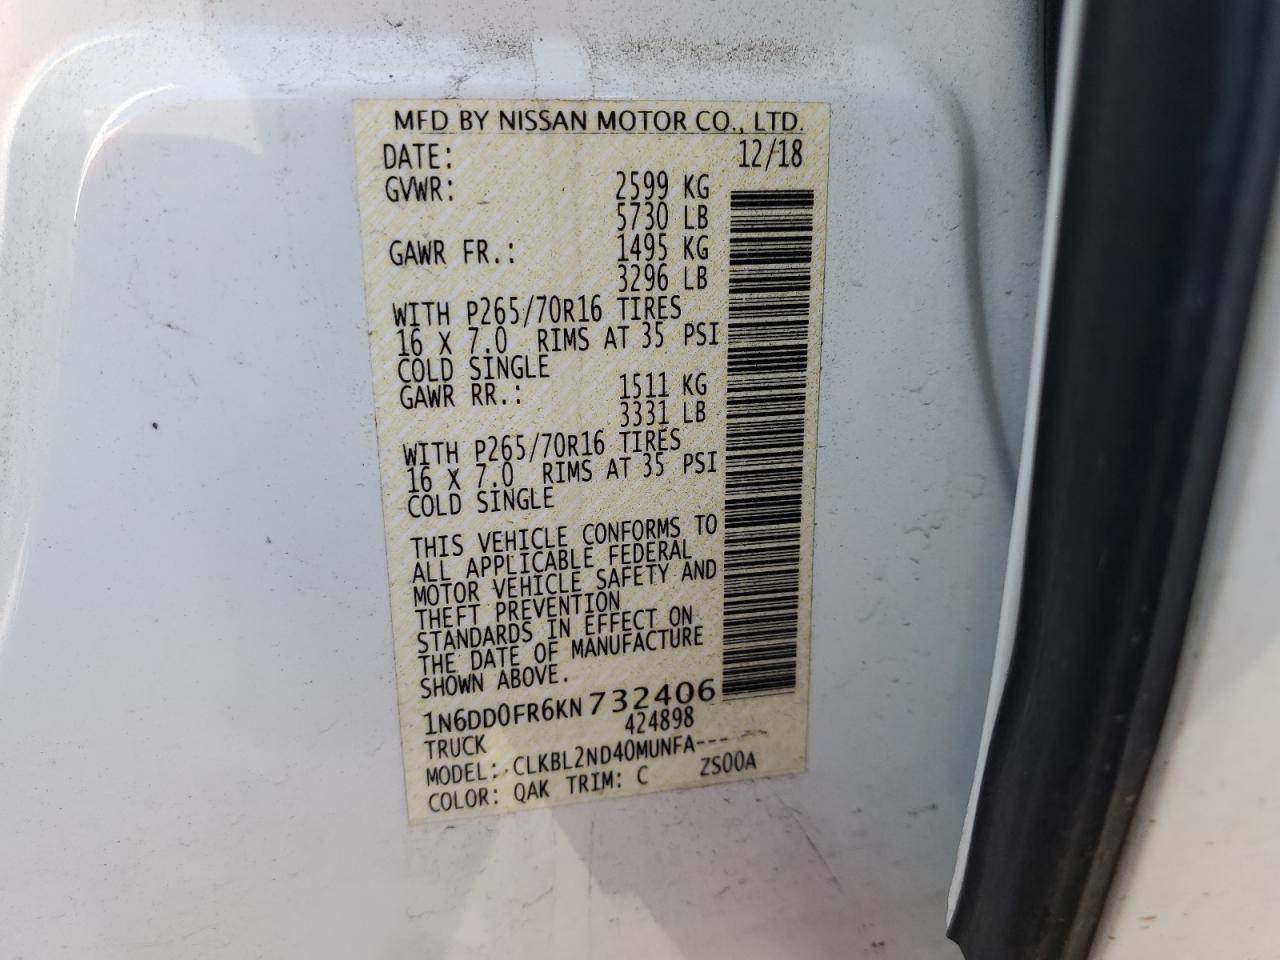 MFD BY NISSAN MOTOR CO., LTD.
DATE: 12/18
GVWR: 2599 KG
5730 LB
GAWR FR.: 1495 KG
3296 LB
WITH P265/70R16 TIRES
16 X 7.0 RIMS AT 35 PSI
COLD SINGLE
GAWR RR.: 1511 KG
3331 LB
WITH P265/70R16 TIRES
16 X 7.0 RIMS AT 35 PSI
COLD SINGLE
THIS VEHICLE CONFORMS TO
ALL APPLICABLE FEDERAL
MOTOR VEHICLE SAFETY AND
THEFT PREVENTION
STANDARDS IN EFFECT ON
THE DATE OF MANUFACTURE
SHOWN ABOVE.
1N6DD0FR6KN732406
TRUCK 424898
MODEL: CLKBL2ND40MUNFA---
COLOR: QAK TRIM: C ZS00A